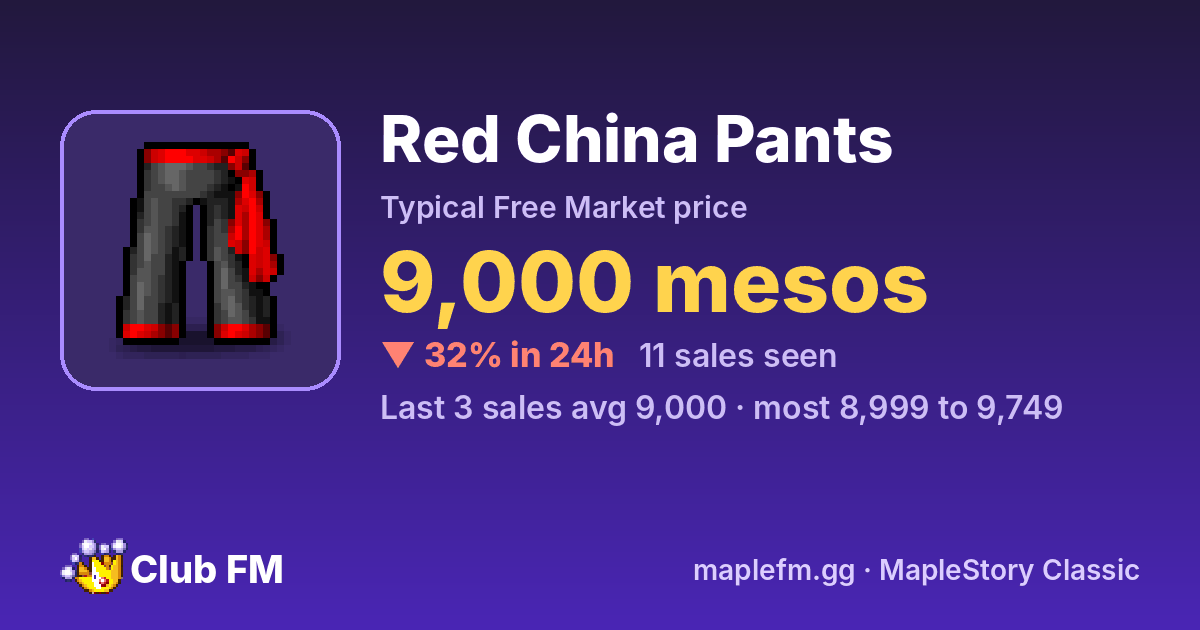 Red China Pants
Typical Free Market price
9,000 mesos
▼ 32% in 24h 11 sales seen
Last 3 sales avg 9,000 · most 8,999 to 9,749
Club FM
maplefm.gg · MapleStory Classic